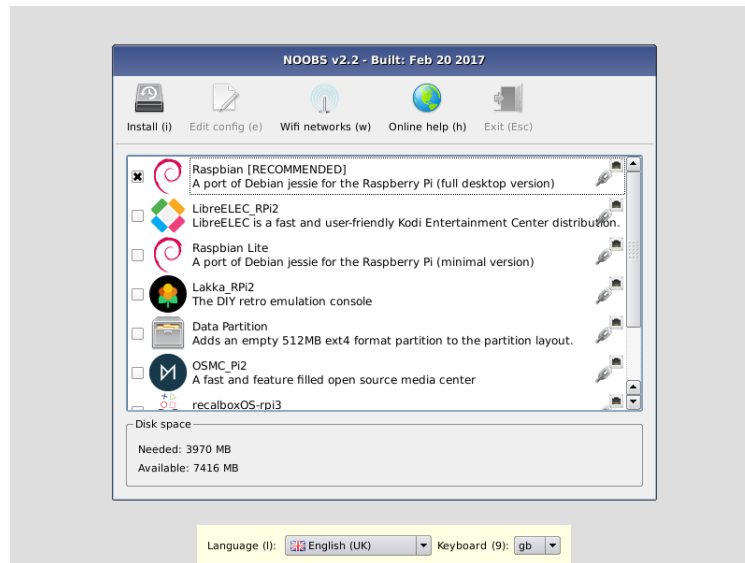 NOOBS v2.2 - Built: Feb 20 2017
Install (i) Edit config (e) Wifi networks (w) Online help (h) Exit (Esc)
Raspbian [RECOMMENDED]
A port of Debian jessie for the Raspberry Pi (full desktop version)
LibreELEC_RPi2
LibreELEC is a fast and user-friendly Kodi Entertainment Center distribution.
Raspbian Lite
A port of Debian jessie for the Raspberry Pi (minimal version)
Lakka_RPi2
The DIY retro emulation console
Data Partition
Adds an empty 512MB ext4 format partition to the partition layout.
OSMC_Pi2
A fast and feature filled open source media center
recalboxOS-rpi3
Disk space
Needed: 3970 MB
Available: 7416 MB
Language (l): English (UK) Keyboard (9): gb